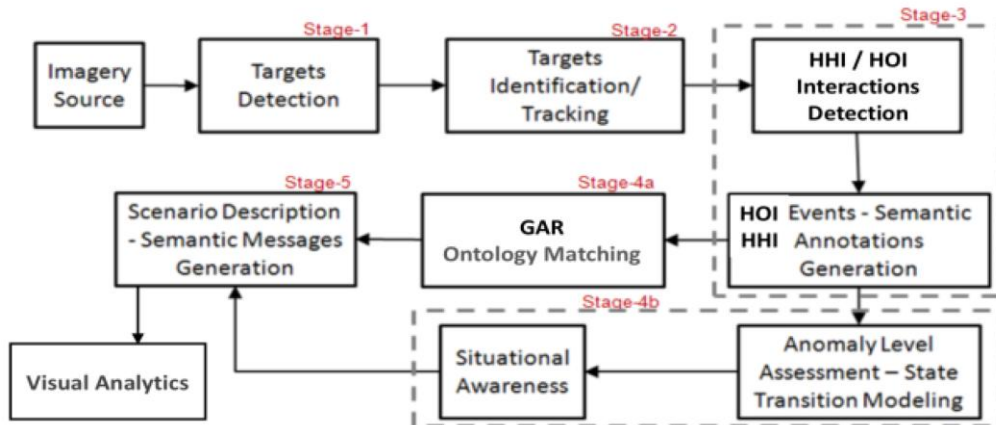 Stage-1
Stage-2
Stage-3
Imagery
Source
Targets
Detection
Targets
Identification/
Tracking
HHI / HOI
Interactions
Detection
Stage-5
Stage-4a
Scenario Description
- Semantic Messages
Generation
GAR
Ontology Matching
HOI Events - Semantic
HHI Annotations
Generation
Stage-4b
Visual Analytics
Situational
Awareness
Anomaly Level
Assessment – State
Transition Modeling